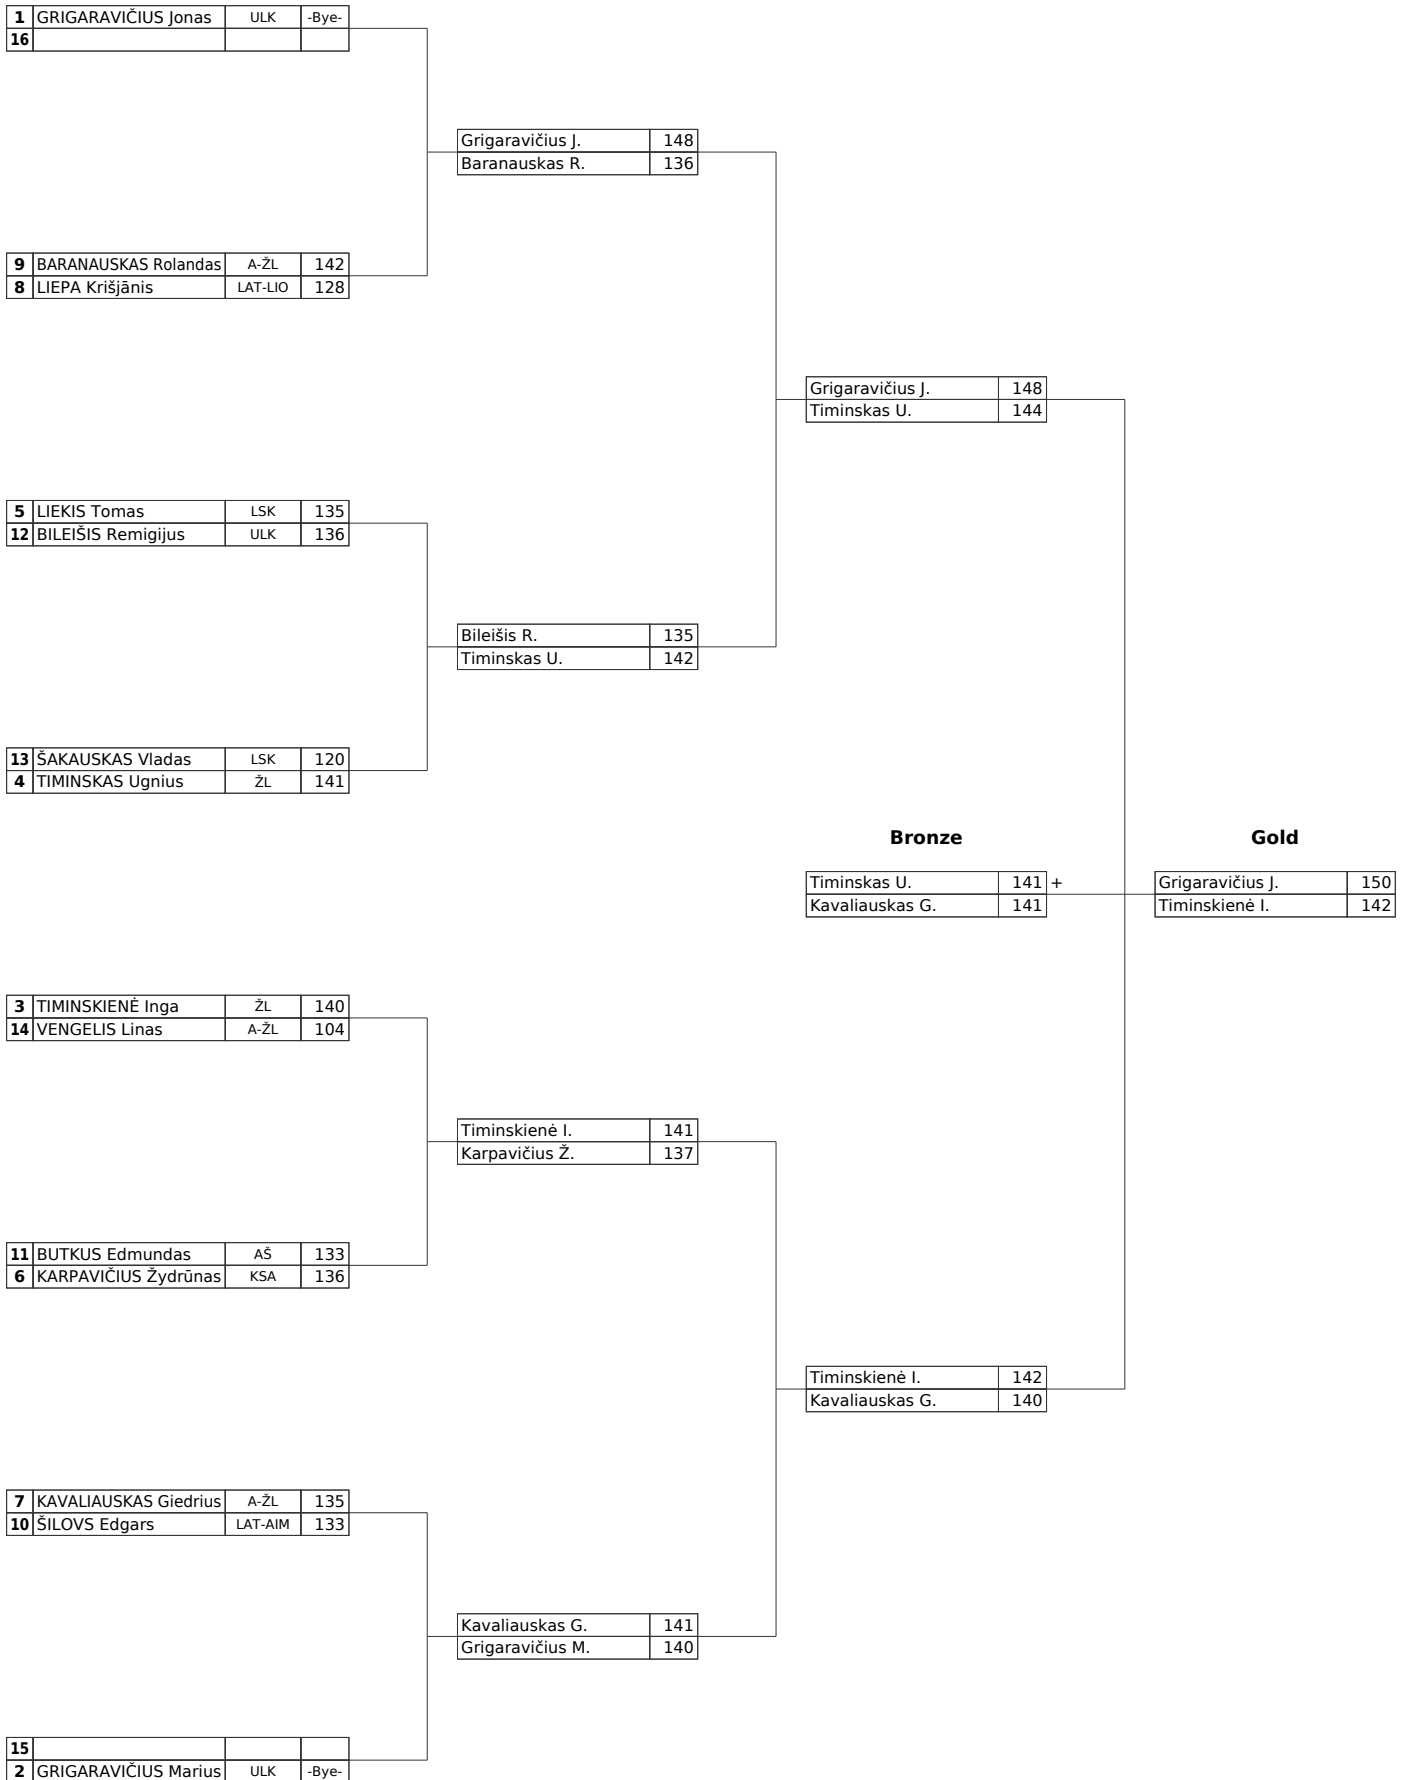 1 GRIGARAVIČIUS Jonas ULK -Bye-
16
Grigaravičius J. 148
Baranauskas R. 136
9 BARANAUSKAS Rolandas A-ŽL 142
8 LIEPA Krišjānis LAT-LIO 128
Grigaravičius J. 148
Timinskas U. 144
5 LIEKIS Tomas LSK 135
12 BILEIŠIS Remigijus ULK 136
Bileišis R. 135
Timinskas U. 142
13 ŠAKAUSKAS Vladas LSK 120
4 TIMINSKAS Ugnius ŽL 141
Bronze Gold
Timinskas U. 141 + Grigaravičius J. 150
Kavaliauskas G. 141 Timinskienė I. 142
3 TIMINSKIENĖ Inga ŽL 140
14 VENGELIS Linas A-ŽL 104
Timinskienė I. 141
Karpavičius Ž. 137
11 BUTKUS Edmundas AŠ 133
6 KARPAVIČIUS Žydrūnas KSA 136
Timinskienė I. 142
Kavaliauskas G. 140
7 KAVALIAUSKAS Giedrius A-ŽL 135
10 ŠILOVS Edgars LAT-AIM 133
Kavaliauskas G. 141
Grigaravičius M. 140
15
2 GRIGARAVIČIUS Marius ULK -Bye-